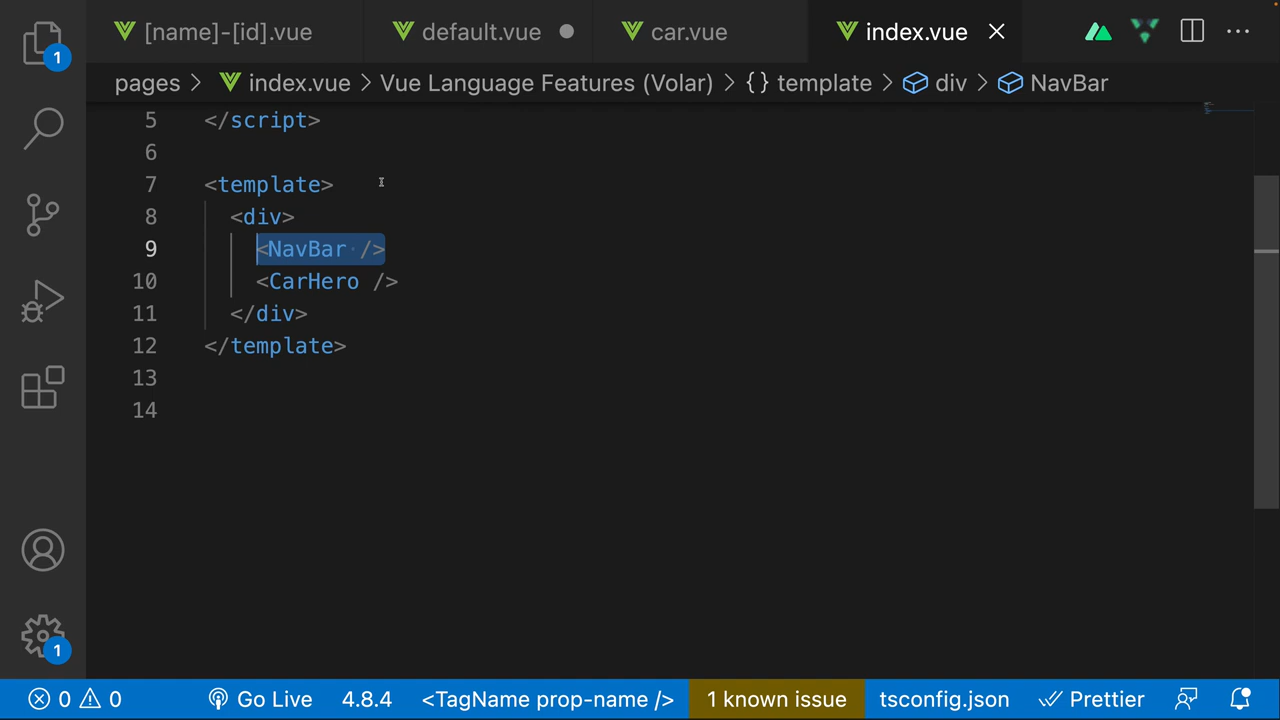 [name]-[id].vue default.vue car.vue index.vue
pages index.vue Vue Language Features (Volar) {} template div NavBar
5 </script>
6
7 <template>
8 <div>
9 <NavBar />
10 <CarHero />
11 </div>
12 </template>
13
14
1
1
0 0 Go Live 4.8.4 <TagName prop-name /> 1 known issue tsconfig.json Prettier